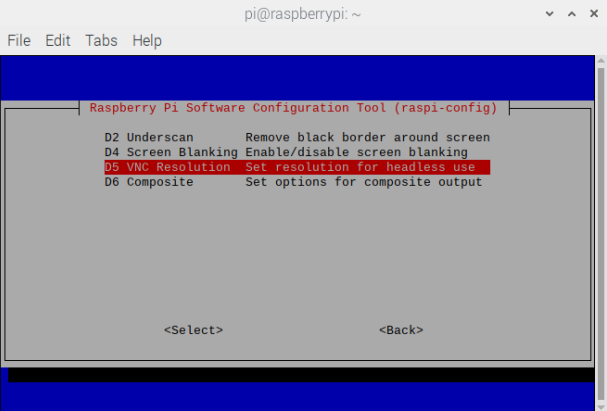 pi@raspberrypi: ~
File Edit Tabs Help
Raspberry Pi Software Configuration Tool (raspi-config)
D2 Underscan Remove black border around screen
D4 Screen Blanking Enable/disable screen blanking
D5 VNC Resolution Set resolution for headless use
D6 Composite Set options for composite output
<Select> <Back>